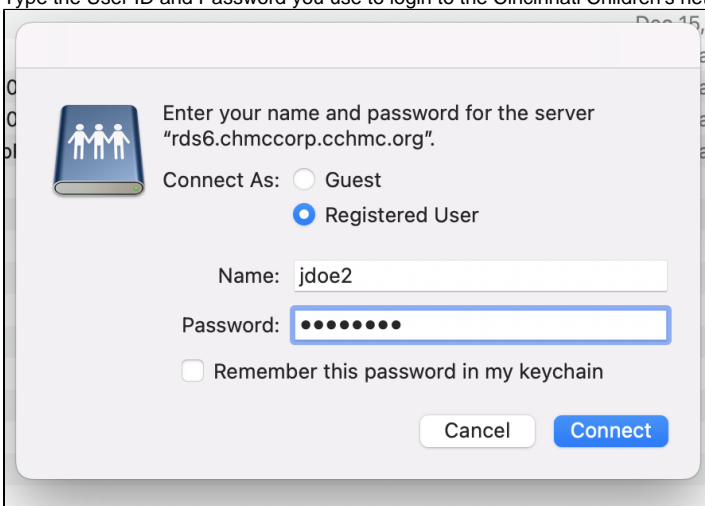 Type the User ID and Password you use to login to the Cincinnati Children's
Dec 15,
Enter your name and password for the server
"rds6.chmccorp.cchmc.org".
Connect As:
Guest
Registered User
Name: jdoe2
Password: ••••••••
Remember this password in my keychain
Cancel Connect